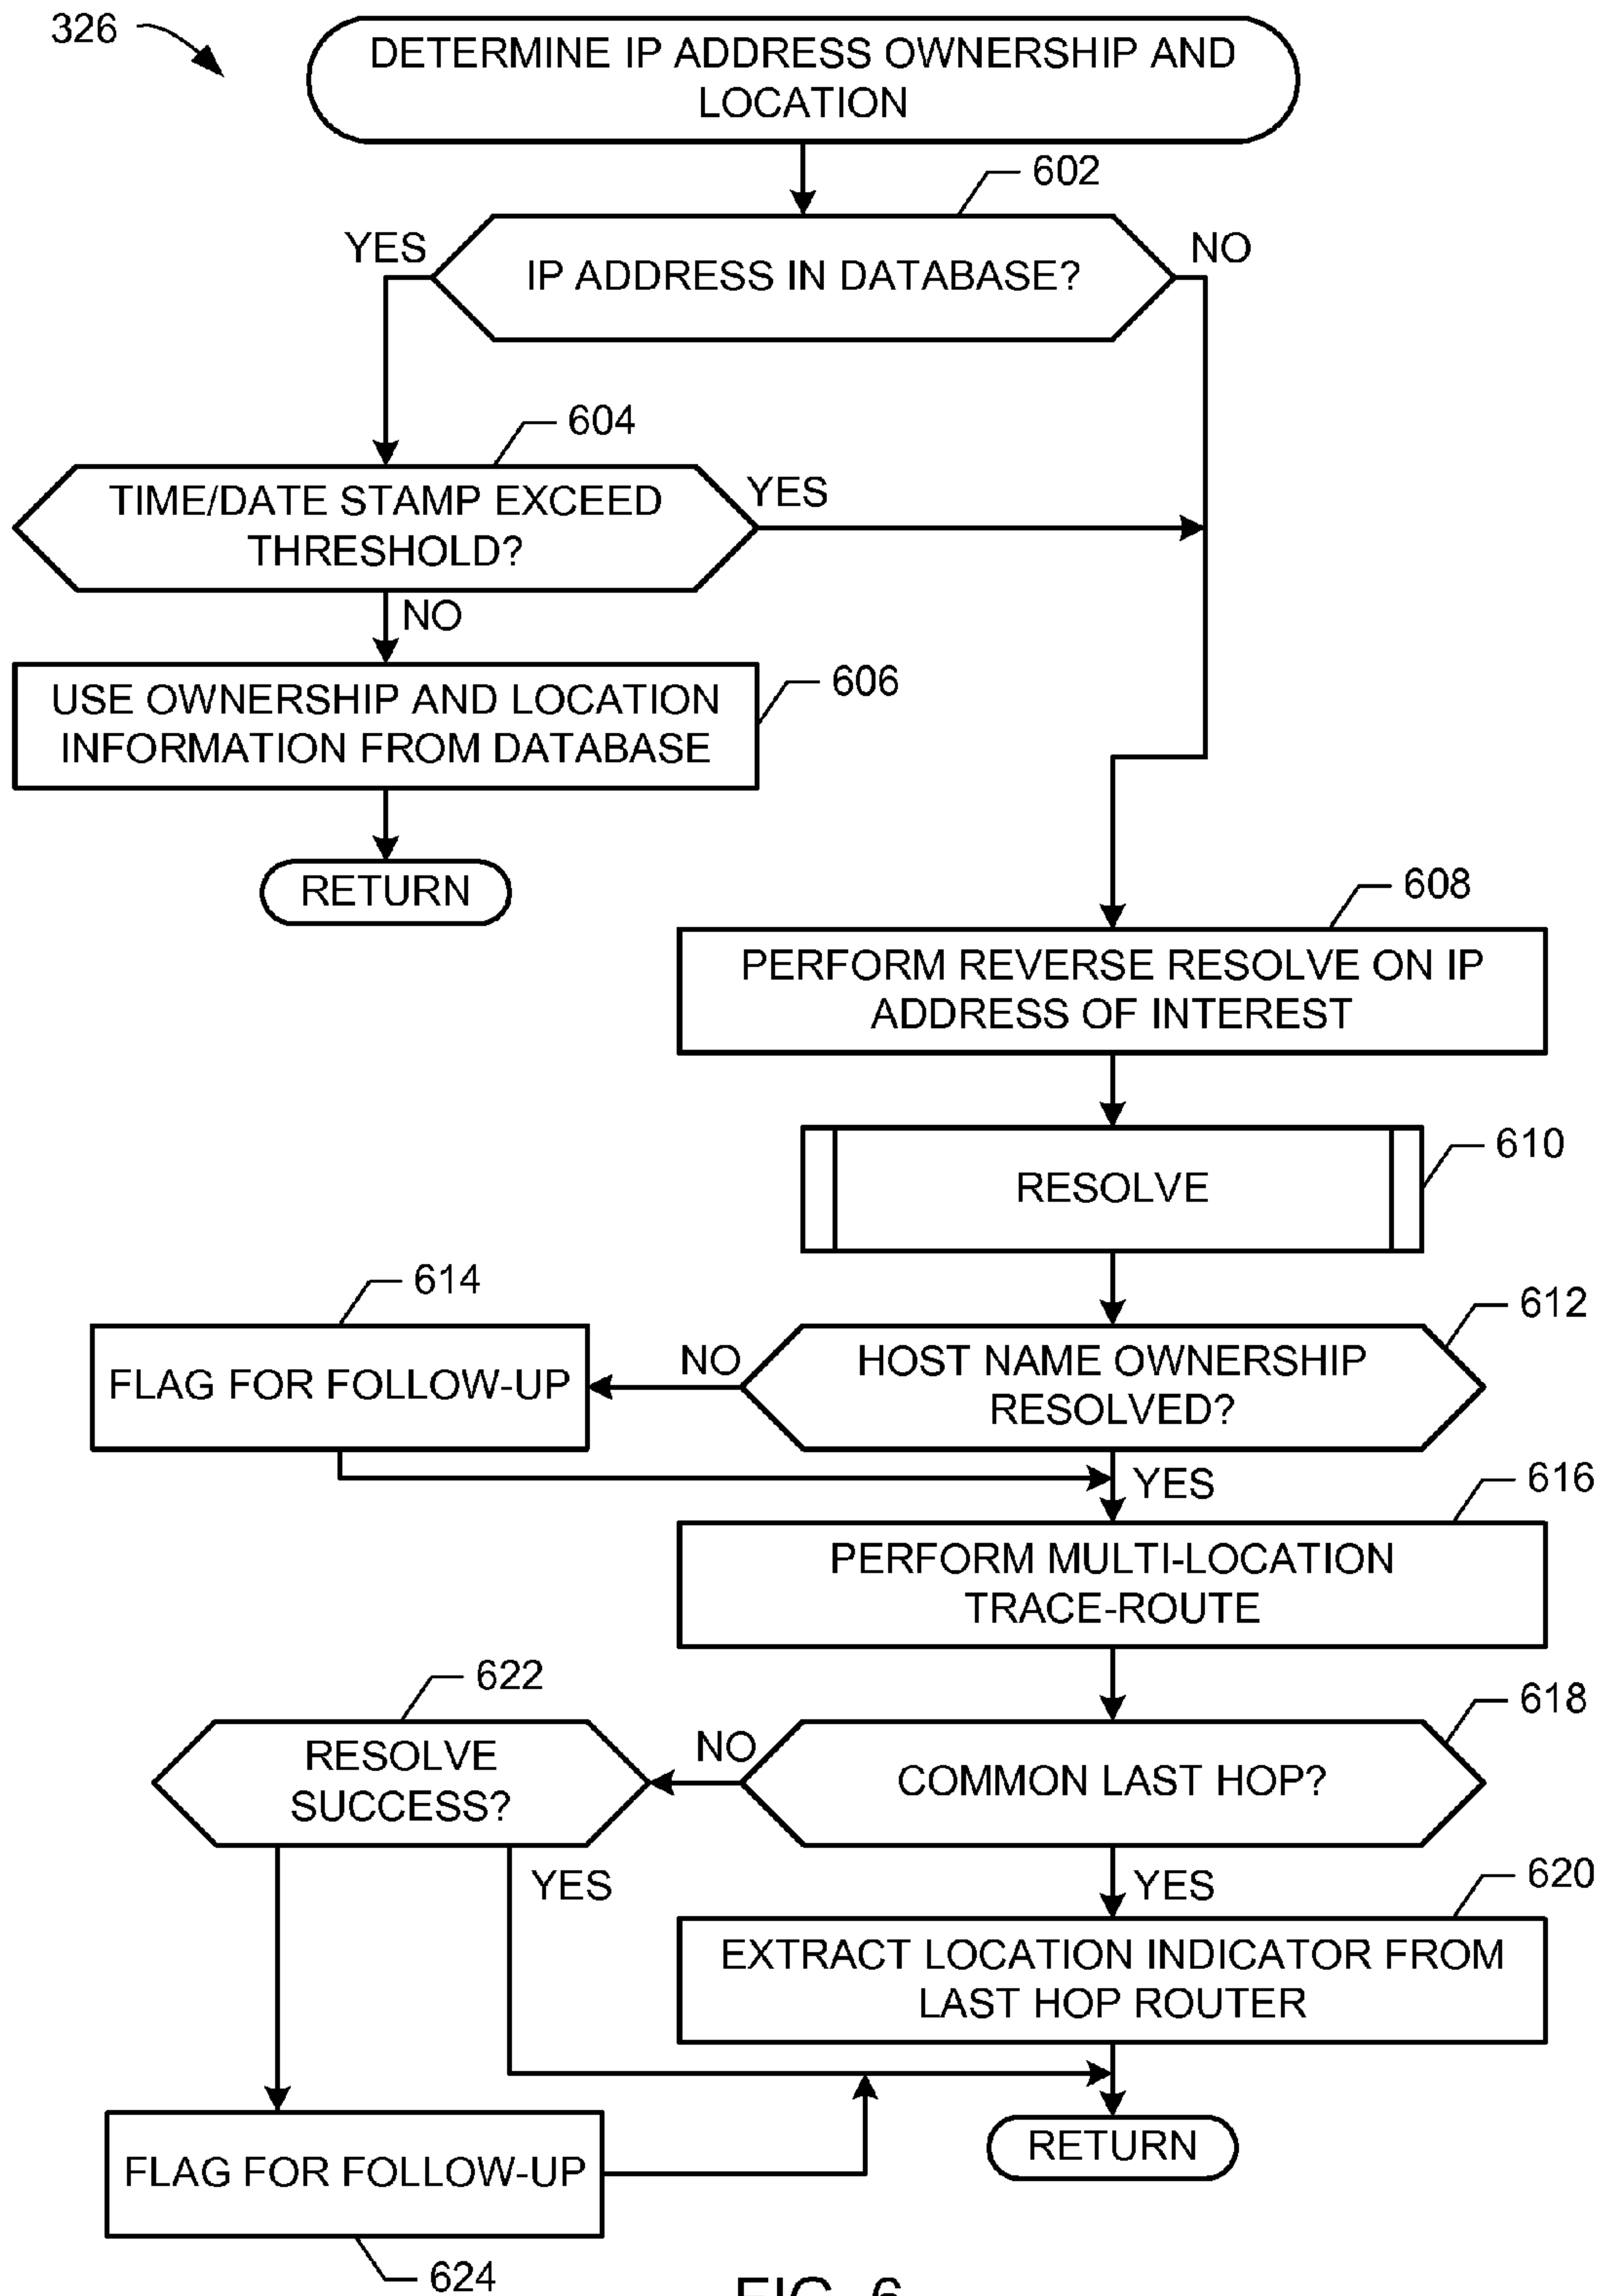 326
DETERMINE IP ADDRESS OWNERSHIP AND
LOCATION
602
YES
IP ADDRESS IN DATABASE?
NO
604
TIME/DATE STAMP EXCEED
THRESHOLD?
YES
NO
USE OWNERSHIP AND LOCATION
INFORMATION FROM DATABASE
606
RETURN
608
PERFORM REVERSE RESOLVE ON IP
ADDRESS OF INTEREST
RESOLVE
610
614
612
FLAG FOR FOLLOW-UP
NO
HOST NAME OWNERSHIP
RESOLVED?
YES
616
PERFORM MULTI-LOCATION
TRACE-ROUTE
622
618
RESOLVE
SUCCESS?
NO
COMMON LAST HOP?
YES
YES
620
EXTRACT LOCATION INDICATOR FROM
LAST HOP ROUTER
RETURN
FLAG FOR FOLLOW-UP
624
FIG. 6